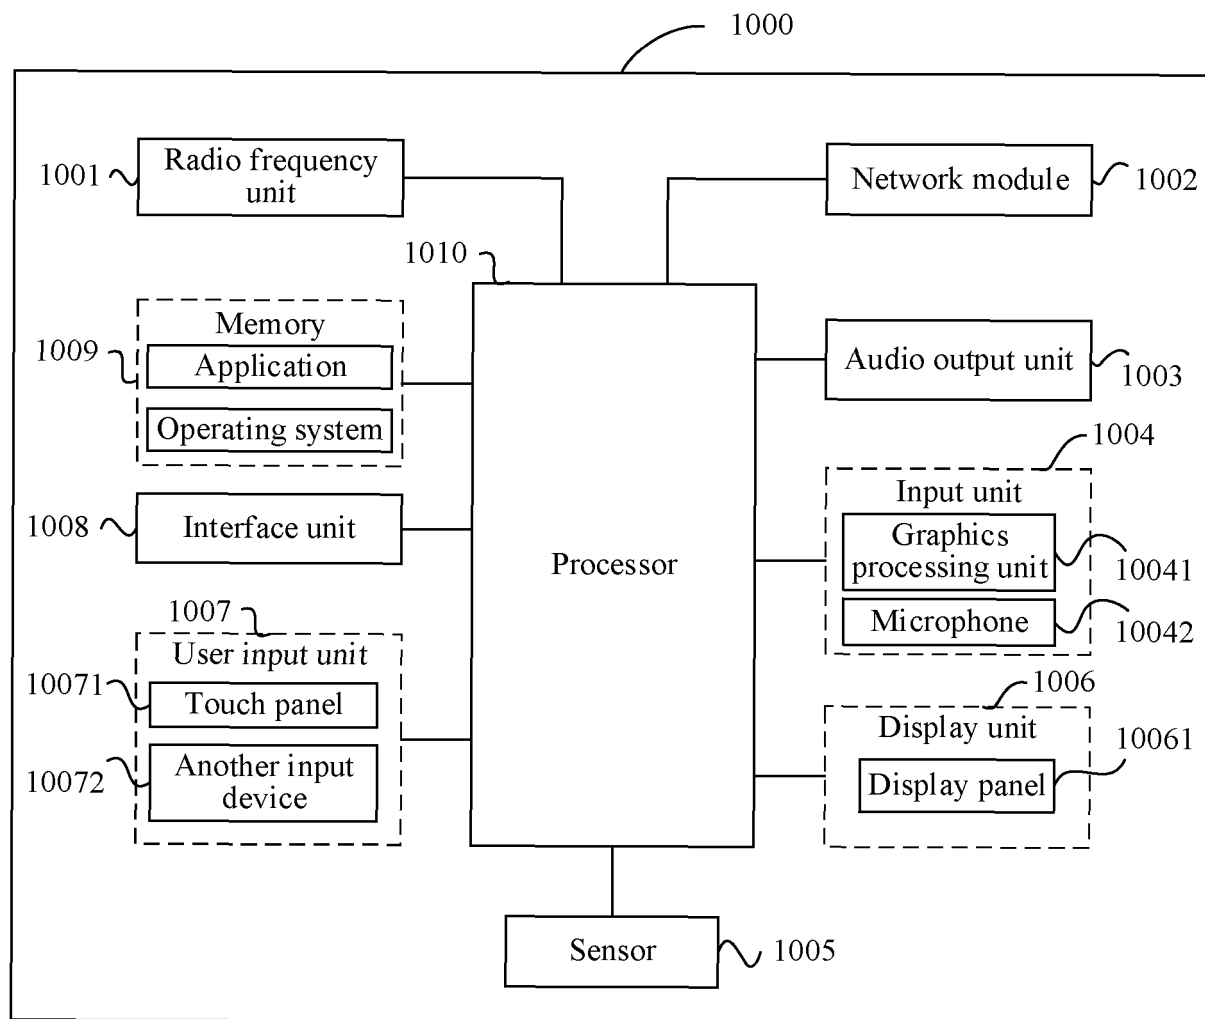 1000
1001
Radio frequency
unit
Network module
1002
1010
Memory
1009
Application
Operating system
Audio output unit
1003
1004
Input unit
Graphics
processing unit
10041
Microphone
10042
1008
Interface unit
Processor
1007
User input unit
10071
Touch panel
10072
Another input
device
1006
Display unit
10061
Display panel
Sensor
1005